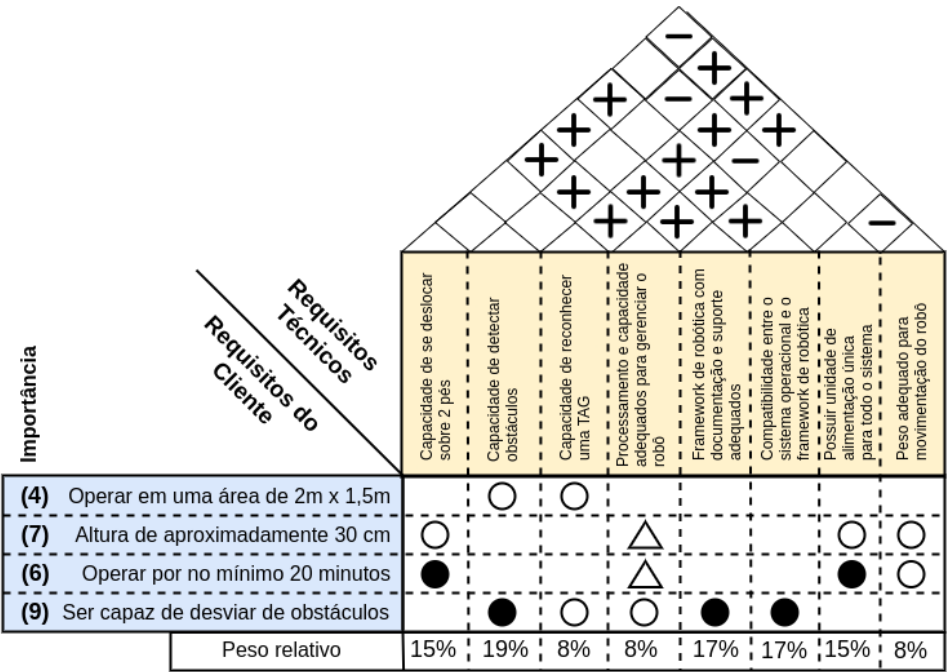 Requisitos
Técnicos
Requisitos do
Cliente
Importância
Capacidade de se deslocar
sobre 2 pés
Capacidade de detectar
obstáculos
Capacidade de reconhecer
uma TAG
Processamento e capacidade
adequados para gerenciar o
robô
Framework de robótica com
documentação e suporte
adequados
Compatibilidade entre o
sistema operacional e o
framework de robótica
Possuir unidade de
alimentação única
para todo o sistema
Peso adequado para
movimentação do robô
(4) Operar em uma área de 2m x 1,5m
(7) Altura de aproximadamente 30 cm
(6) Operar por no mínimo 20 minutos
(9) Ser capaz de desviar de obstáculos
Peso relativo 15% 19% 8% 8% 17% 17% 15% 8%